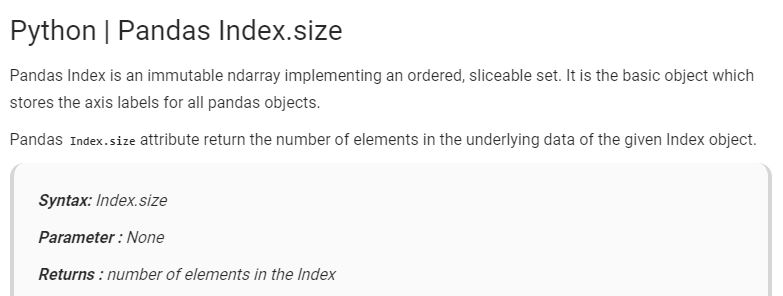 Python | Pandas Index.size
Pandas Index is an immutable ndarray implementing an ordered, sliceable set. It is the basic object which
stores the axis labels for all pandas objects.
Pandas Index.size attribute return the number of elements in the underlying data of the given Index object.
Syntax: Index.size
Parameter : None
Returns : number of elements in the Index